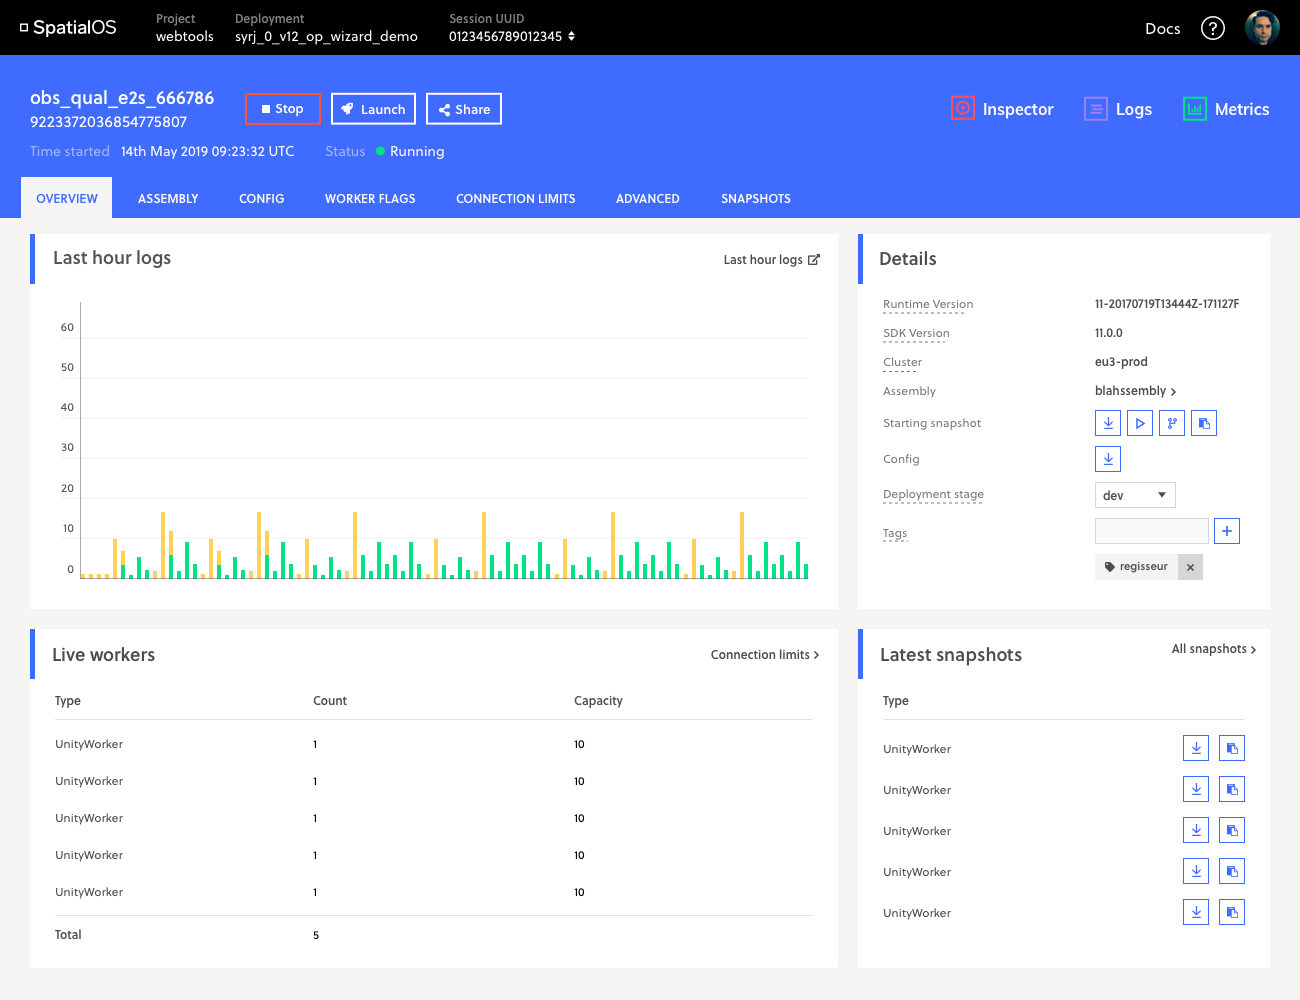 SpatialOS
Project
webtools
Deployment
syrj_0_v12_op_wizard_demo
Session UUID
0123456789012345
Docs
?
obs_qual_e2s_666786
9223372036854775807
Stop
Launch
Share
Inspector
Logs
Metrics
Time started 14th May 2019 09:23:32 UTC
Status Running
OVERVIEW ASSEMBLY CONFIG WORKER FLAGS CONNECTION LIMITS ADVANCED SNAPSHOTS
Last hour logs
Last hour logs
60
50
40
30
20
10
0
Details
Runtime Version 11-20170719T13444Z-171127F
SDK Version 11.0.0
Cluster eu3-prod
Assembly blahssembly
Starting snapshot
Config
Deployment stage dev
Tags
regisseur
Live workers
Connection limits
Type Count Capacity
UnityWorker 1 10
UnityWorker 1 10
UnityWorker 1 10
UnityWorker 1 10
UnityWorker 1 10
Total 5
Latest snapshots
All snapshots
Type
UnityWorker
UnityWorker
UnityWorker
UnityWorker
UnityWorker